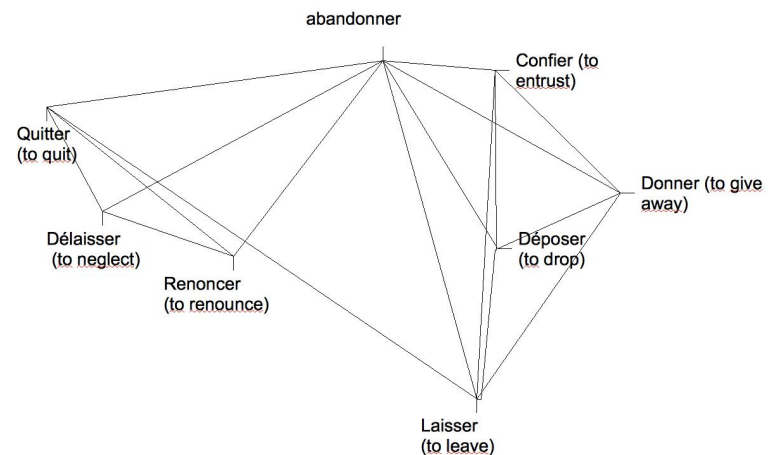 abandonner
Confier (to
entrust)
Quitter
(to quit)
Donner (to give
away)
Délaisser
(to neglect)
Déposer
(to drop)
Renoncer
(to renounce)
Laisser
(to leave)